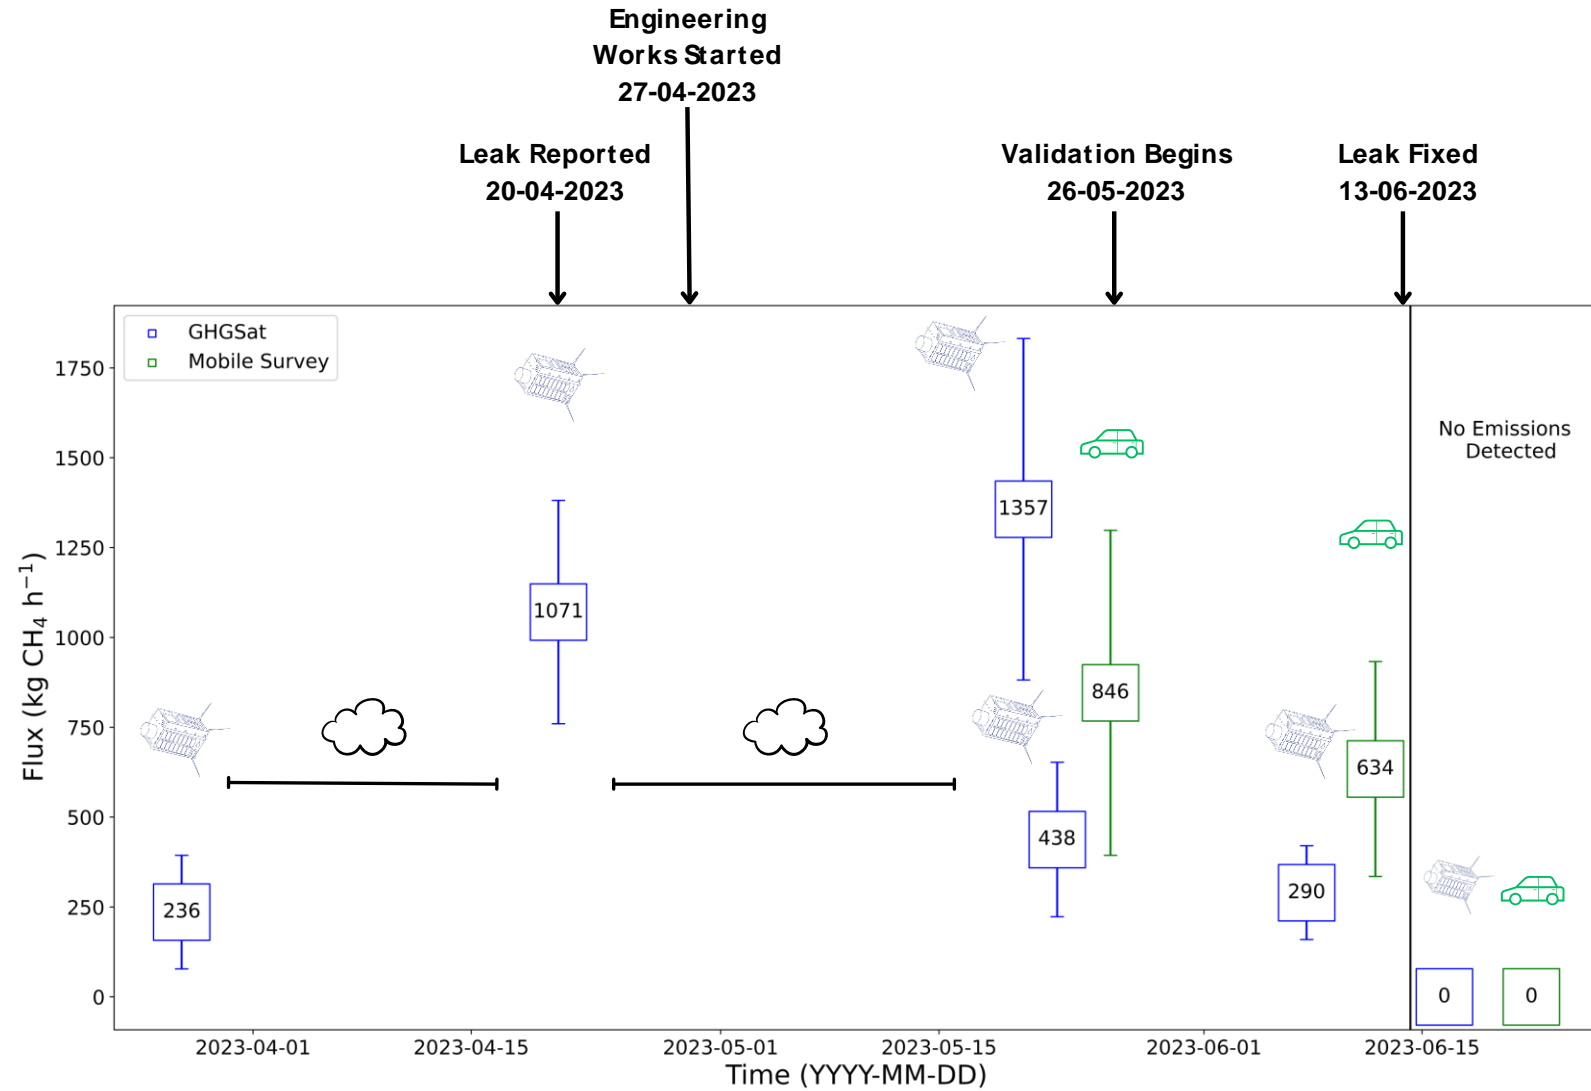 Engineering
Works Started
27-04-2023
Leak Reported
20-04-2023
Validation Begins
26-05-2023
Leak Fixed
13-06-2023
GHGSat
Mobile Survey
No Emissions
Detected
Flux (kg CH₄ h⁻¹)
1750
1500
1250
1000
750
500
250
0
236
1071
1357
438
846
290
634
0
0
2023-04-01
2023-04-15
2023-05-01
2023-05-15
2023-06-01
2023-06-15
Time (YYYY-MM-DD)